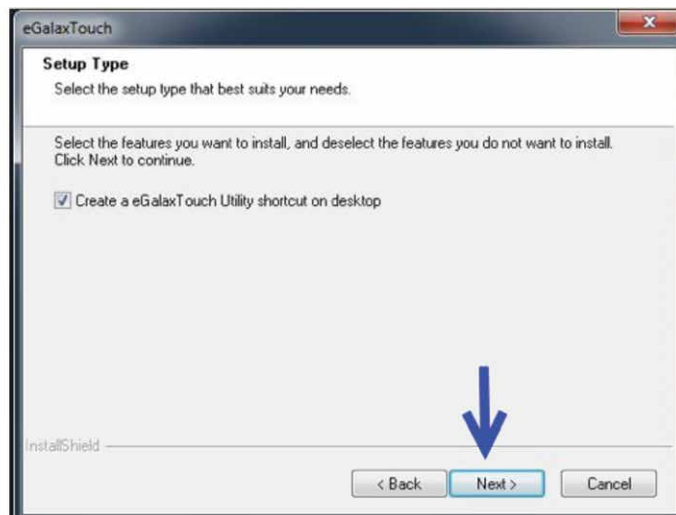 eGalaxTouch
Setup Type
Select the setup type that best suits your needs.
Select the features you want to install, and deselect the features you do not want to install.
Click Next to continue.
Create a eGalaxTouch Utility shortcut on desktop
InstallShield
< Back Next > Cancel